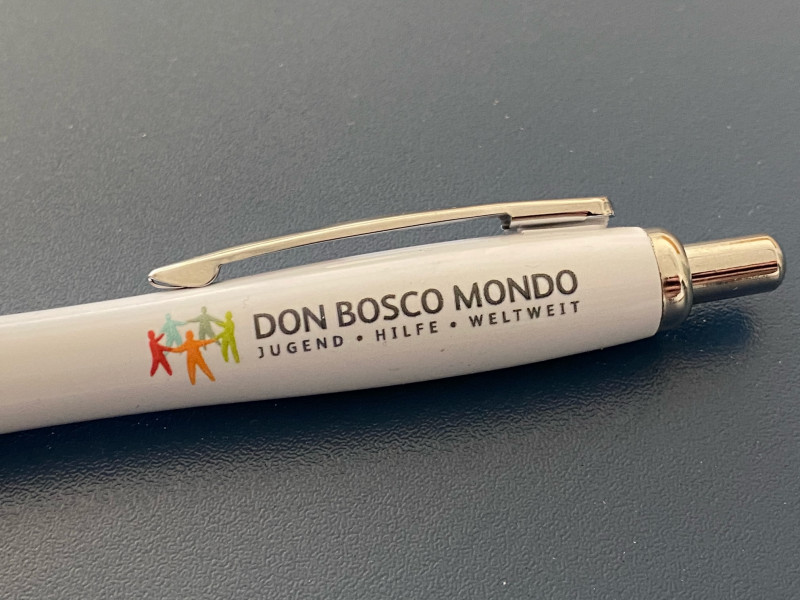 DON BOSCO MONDO
JUGEND • HILFE • WELTWEIT